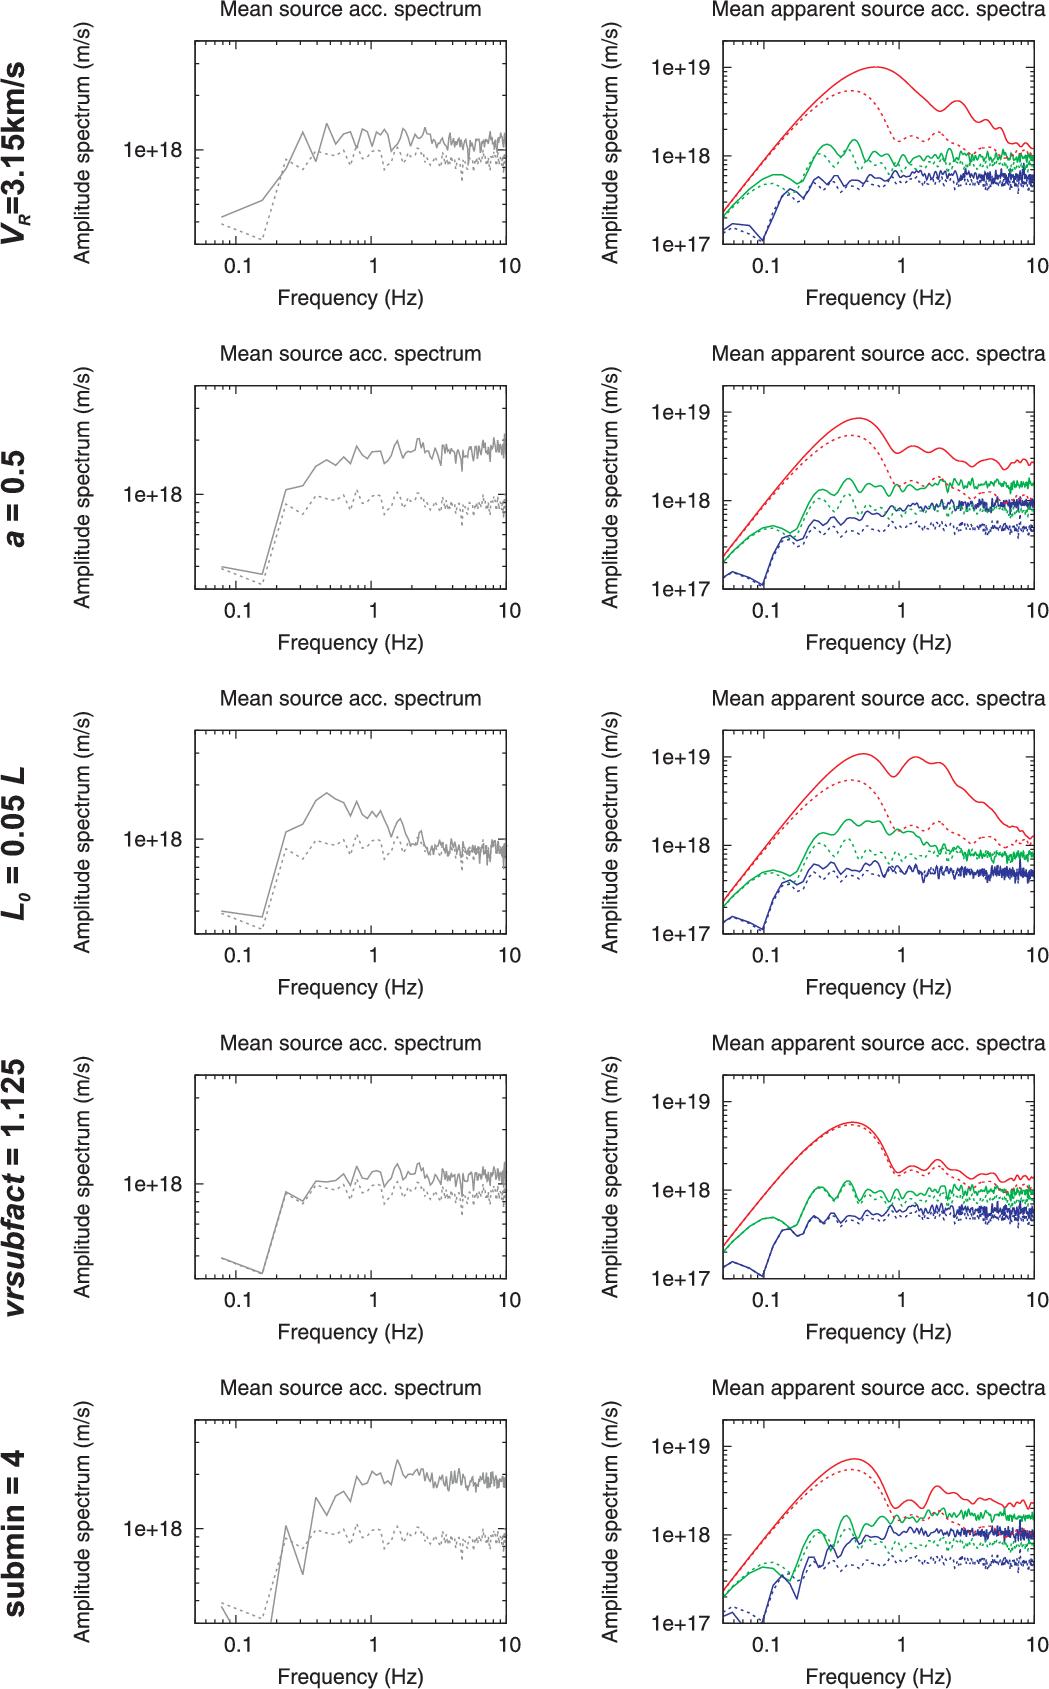 Mean source acc. spectrum
Mean apparent source acc. spectra
VR=3.15km/s
Amplitude spectrum (m/s)
1e+18
0.1 1 10
Frequency (Hz)
Amplitude spectrum (m/s)
1e+19
1e+18
1e+17
0.1 1 10
Frequency (Hz)
Mean source acc. spectrum
Mean apparent source acc. spectra
a = 0.5
Amplitude spectrum (m/s)
1e+18
0.1 1 10
Frequency (Hz)
Amplitude spectrum (m/s)
1e+19
1e+18
1e+17
0.1 1 10
Frequency (Hz)
Mean source acc. spectrum
Mean apparent source acc. spectra
L0 = 0.05 L
Amplitude spectrum (m/s)
1e+18
0.1 1 10
Frequency (Hz)
Amplitude spectrum (m/s)
1e+19
1e+18
1e+17
0.1 1 10
Frequency (Hz)
Mean source acc. spectrum
Mean apparent source acc. spectra
vrsubfact = 1.125
Amplitude spectrum (m/s)
1e+18
0.1 1 10
Frequency (Hz)
Amplitude spectrum (m/s)
1e+19
1e+18
1e+17
0.1 1 10
Frequency (Hz)
Mean source acc. spectrum
Mean apparent source acc. spectra
submin = 4
Amplitude spectrum (m/s)
1e+18
0.1 1 10
Frequency (Hz)
Amplitude spectrum (m/s)
1e+19
1e+18
1e+17
0.1 1 10
Frequency (Hz)